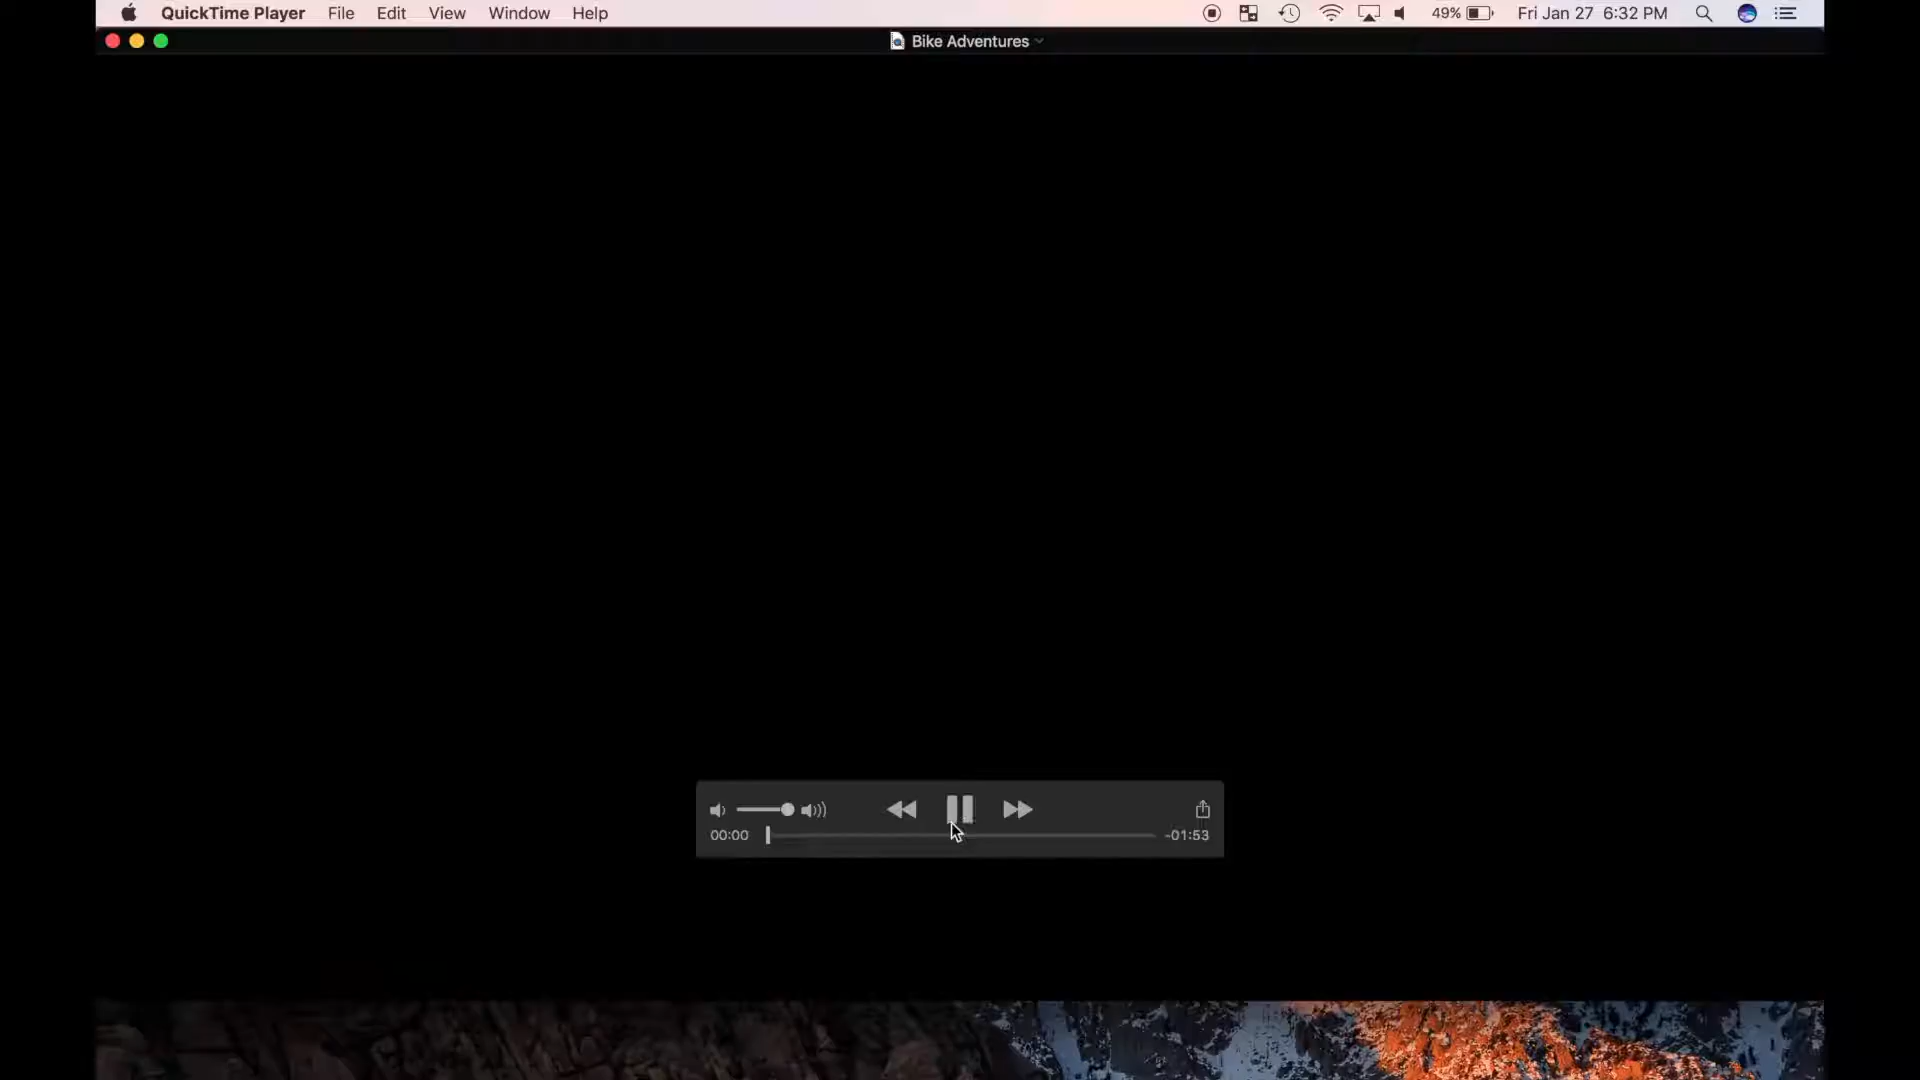 QuickTime Player File Edit View Window Help 49% Fri Jan 27 6:32 PM
Bike Adventures
00:00 -01:53